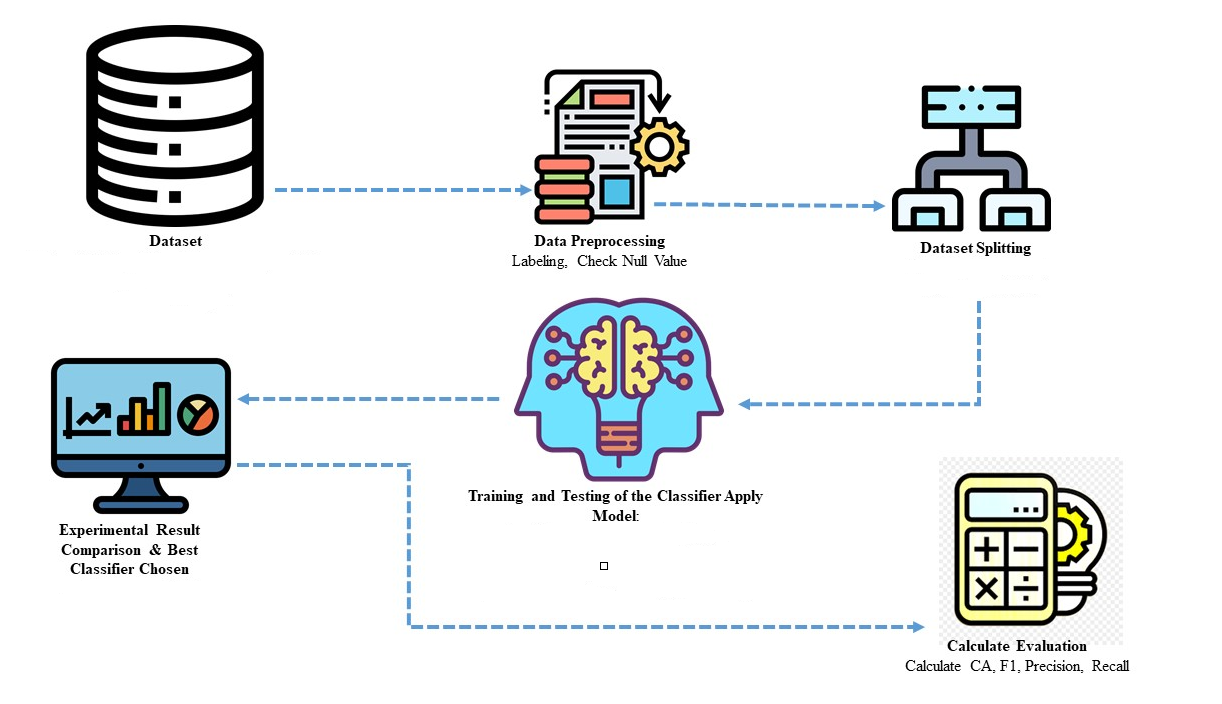 Dataset
Data Preprocessing
Labeling, Check Null Value
Dataset Splitting
Training and Testing of the Classifier Apply
Model:
Experimental Result
Comparison & Best
Classifier Chosen
Calculate Evaluation
Calculate CA, F1, Precision, Recall